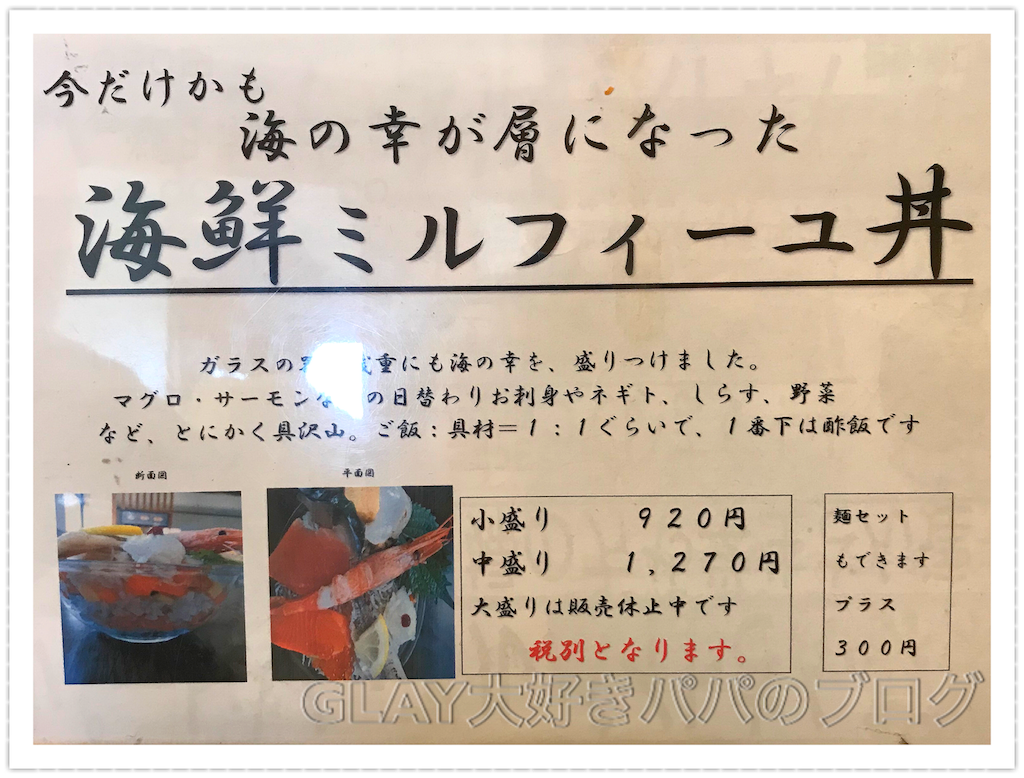 今だけかも
海の幸が層になった
海鮮ミルフィーユ丼
ガラスの 重にも海の幸を、盛りつけました。
マグロ・サーモン の日替わりお刺身やネギト、しらす、野菜
など、とにかく具沢山。ご飯：具材＝１：１ぐらいで、１番下は酢飯です
断面図
平面図
小盛り ９２０円
中盛り １，２７０円
大盛りは販売休止中です
税別となります。
麺セット
もできます
プラス
３００円
GLAY大好きパパのブログ